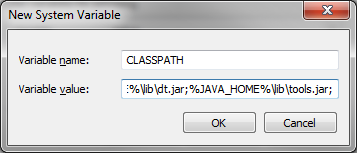 New System Variable
Variable name: CLASSPATH
Variable value: E%\lib\dt.jar;%JAVA_HOME%\lib\tools.jar;
OK Cancel